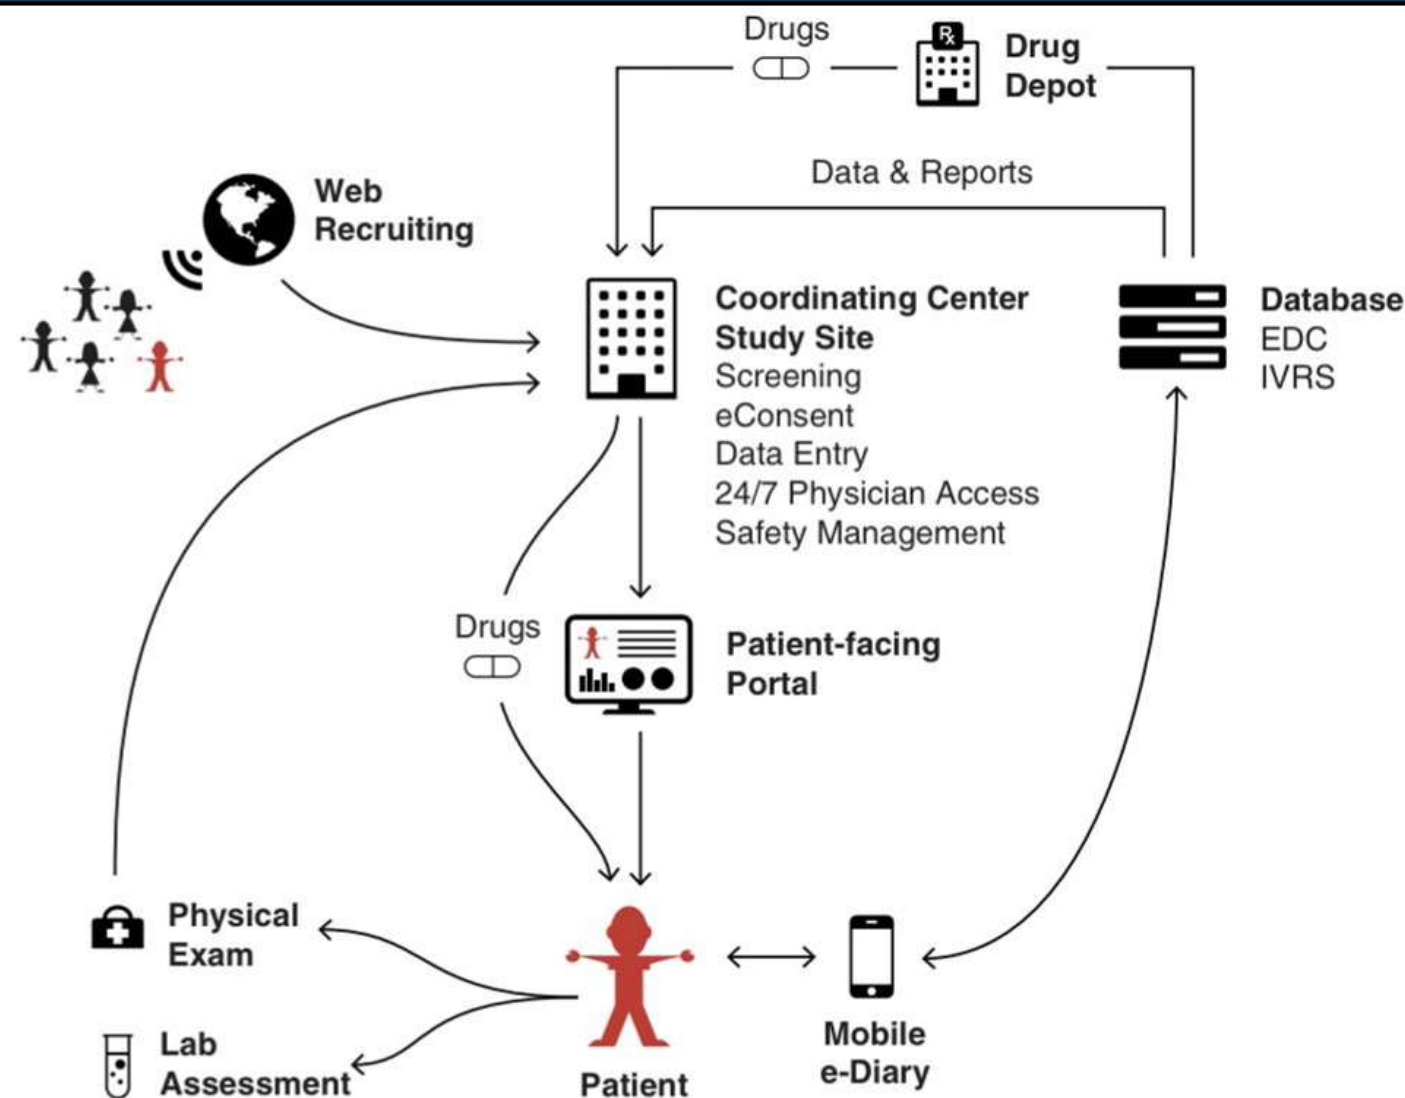 Drugs
Rx
Drug
Depot
Data & Reports
Web
Recruiting
Coordinating Center
Study Site
Screening
eConsent
Data Entry
24/7 Physician Access
Safety Management
Database
EDC
IVRS
Drugs
Patient-facing
Portal
Physical
Exam
Lab
Assessment
Patient
Mobile
e-Diary